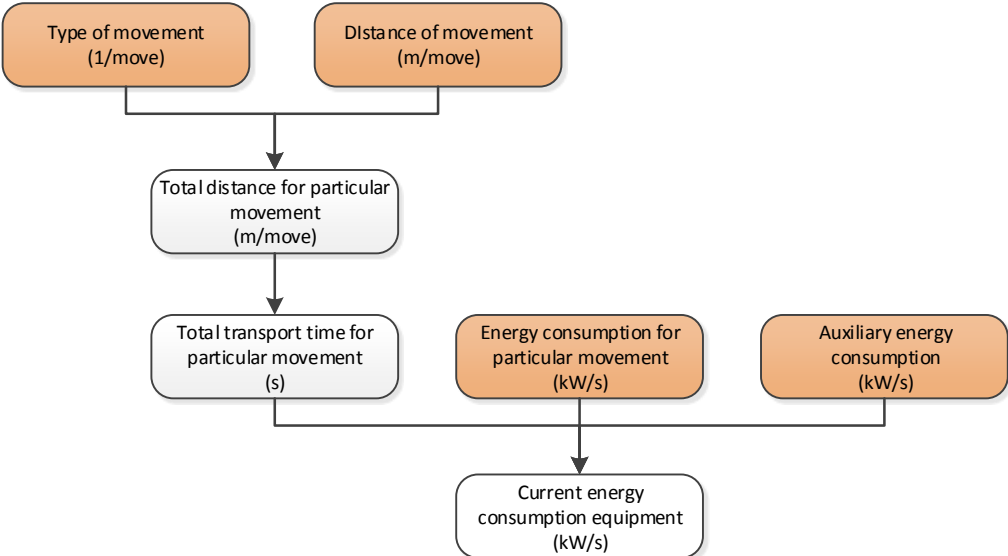 Type of movement
(1/move)
DIstance of movement
(m/move)
Total distance for particular
movement
(m/move)
Total transport time for
particular movement
(s)
Energy consumption for
particular movement
(kW/s)
Auxiliary energy
consumption
(kW/s)
Current energy
consumption equipment
(kW/s)